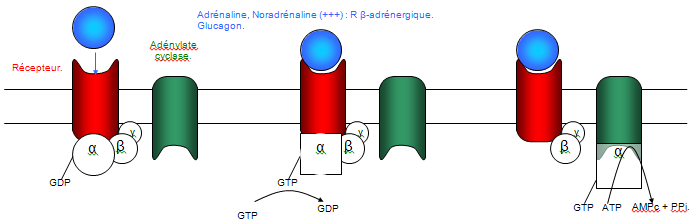 Adrénaline, Noradrénaline (+++) : R β-adrénergique.
Glucagon.
Récepteur.
Adénylate
cyclase.
α
β
γ
GDP
α
β
γ
GTP
GTP
GDP
β
γ
α
GTP
ATP
AMPc + PPi.